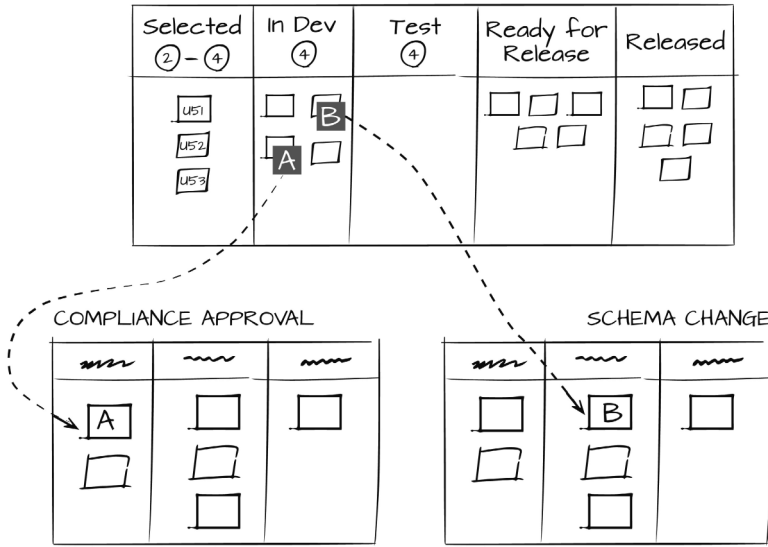 Selected
2 - 4
In Dev
4
Test
4
Ready for
Release
Released
US1
US2
US3
B
A
COMPLIANCE APPROVAL
SCHEMA CHANGE
A
B